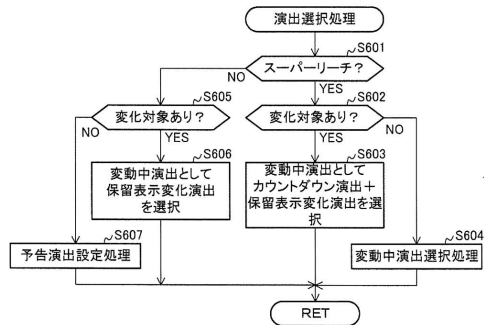 演出選択処理
S601
スーパーリーチ?
NO
YES
S605
変化対象あり?
NO
YES
S602
変化対象あり?
YES
NO
S606
変動中演出として
保留表示変化演出
を選択
S603
変動中演出として
カウントダウン演出+
保留表示変化演出を選
択
S607
予告演出設定処理
S604
変動中演出選択処理
RET